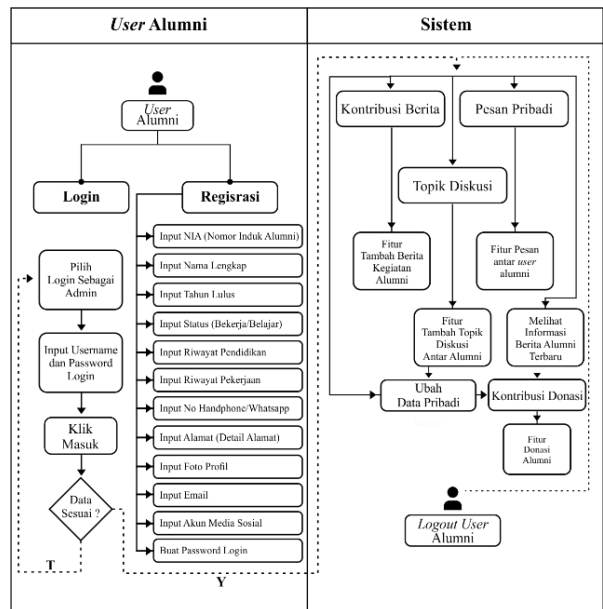 User Alumni
Sistem
User
Alumni
Login
Regisrasi
Pilih
Login Sebagai
Admin
Input Username
dan Password
Login
Klik
Masuk
Data
Sesuai ?
T
Y
Input NIA (Nomor Induk Alumni)
Input Nama Lengkap
Input Tahun Lulus
Input Status (Bekerja/Belajar)
Input Riwayat Pendidikan
Input Riwayat Pekerjaan
Input No Handphone/Whatsapp
Input Alamat (Detail Alamat)
Input Foto Profil
Input Email
Input Akun Media Sosial
Buat Password Login
Kontribusi Berita
Pesan Pribadi
Topik Diskusi
Fitur
Tambah Berita
Kegiatan
Alumni
Fitur Pesan
antar user
alumni
Fitur
Tambah Topik
Diskusi
Antar Alumni
Melihat
Informasi
Berita Alumni
Terbaru
Ubah
Data Pribadi
Kontribusi Donasi
Fitur
Donasi
Alumni
Logout User
Alumni